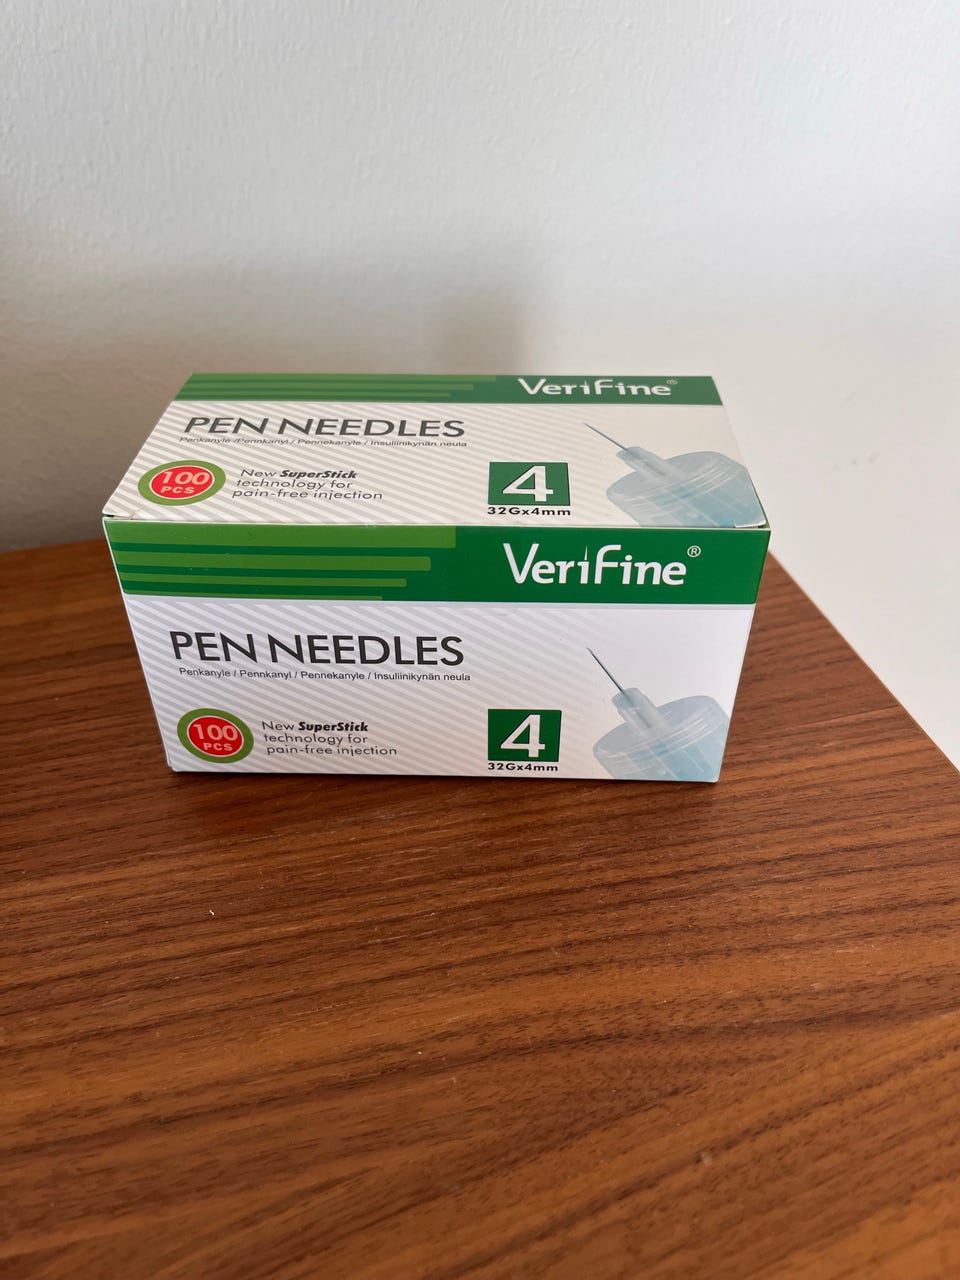 VeriFine®
PEN NEEDLES
Penkanyle /Pennkanyl / Pennekanyle / Insuliinikynän neula
100
PCS
New SuperStick
technology for
pain-free injection
4
32Gx4mm
VeriFine®
PEN NEEDLES
Penkanyle / Pennkanyl / Pennekanyle / Insuliinikynän neula
100
PCS
New SuperStick
technology for
pain-free injection
4
32Gx4mm